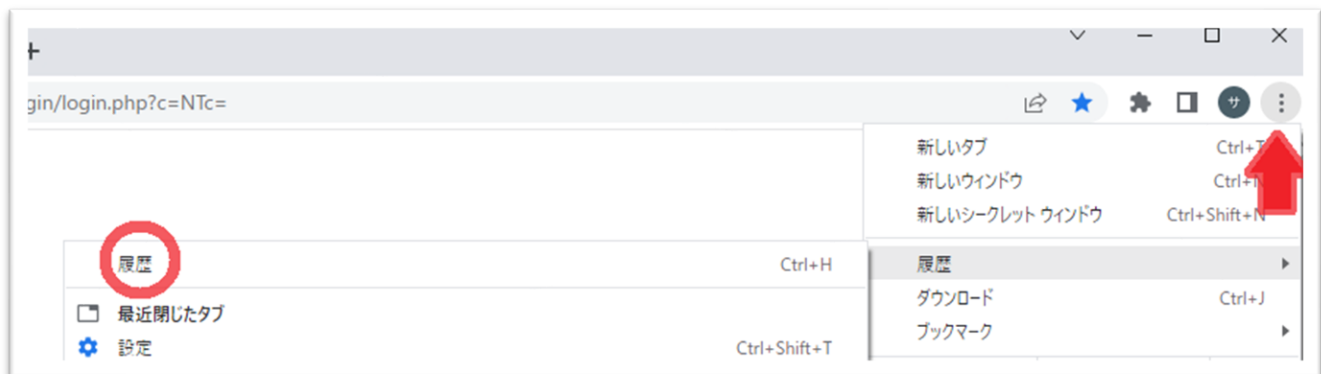 gin/login.php?c=NTc=
サ
新しいタブ Ctrl+T
新しいウィンドウ Ctrl+N
新しいシークレット ウィンドウ Ctrl+Shift+N
履歴 Ctrl+H
履歴
最近閉じたタブ
ダウンロード Ctrl+J
設定 Ctrl+Shift+T
ブックマーク